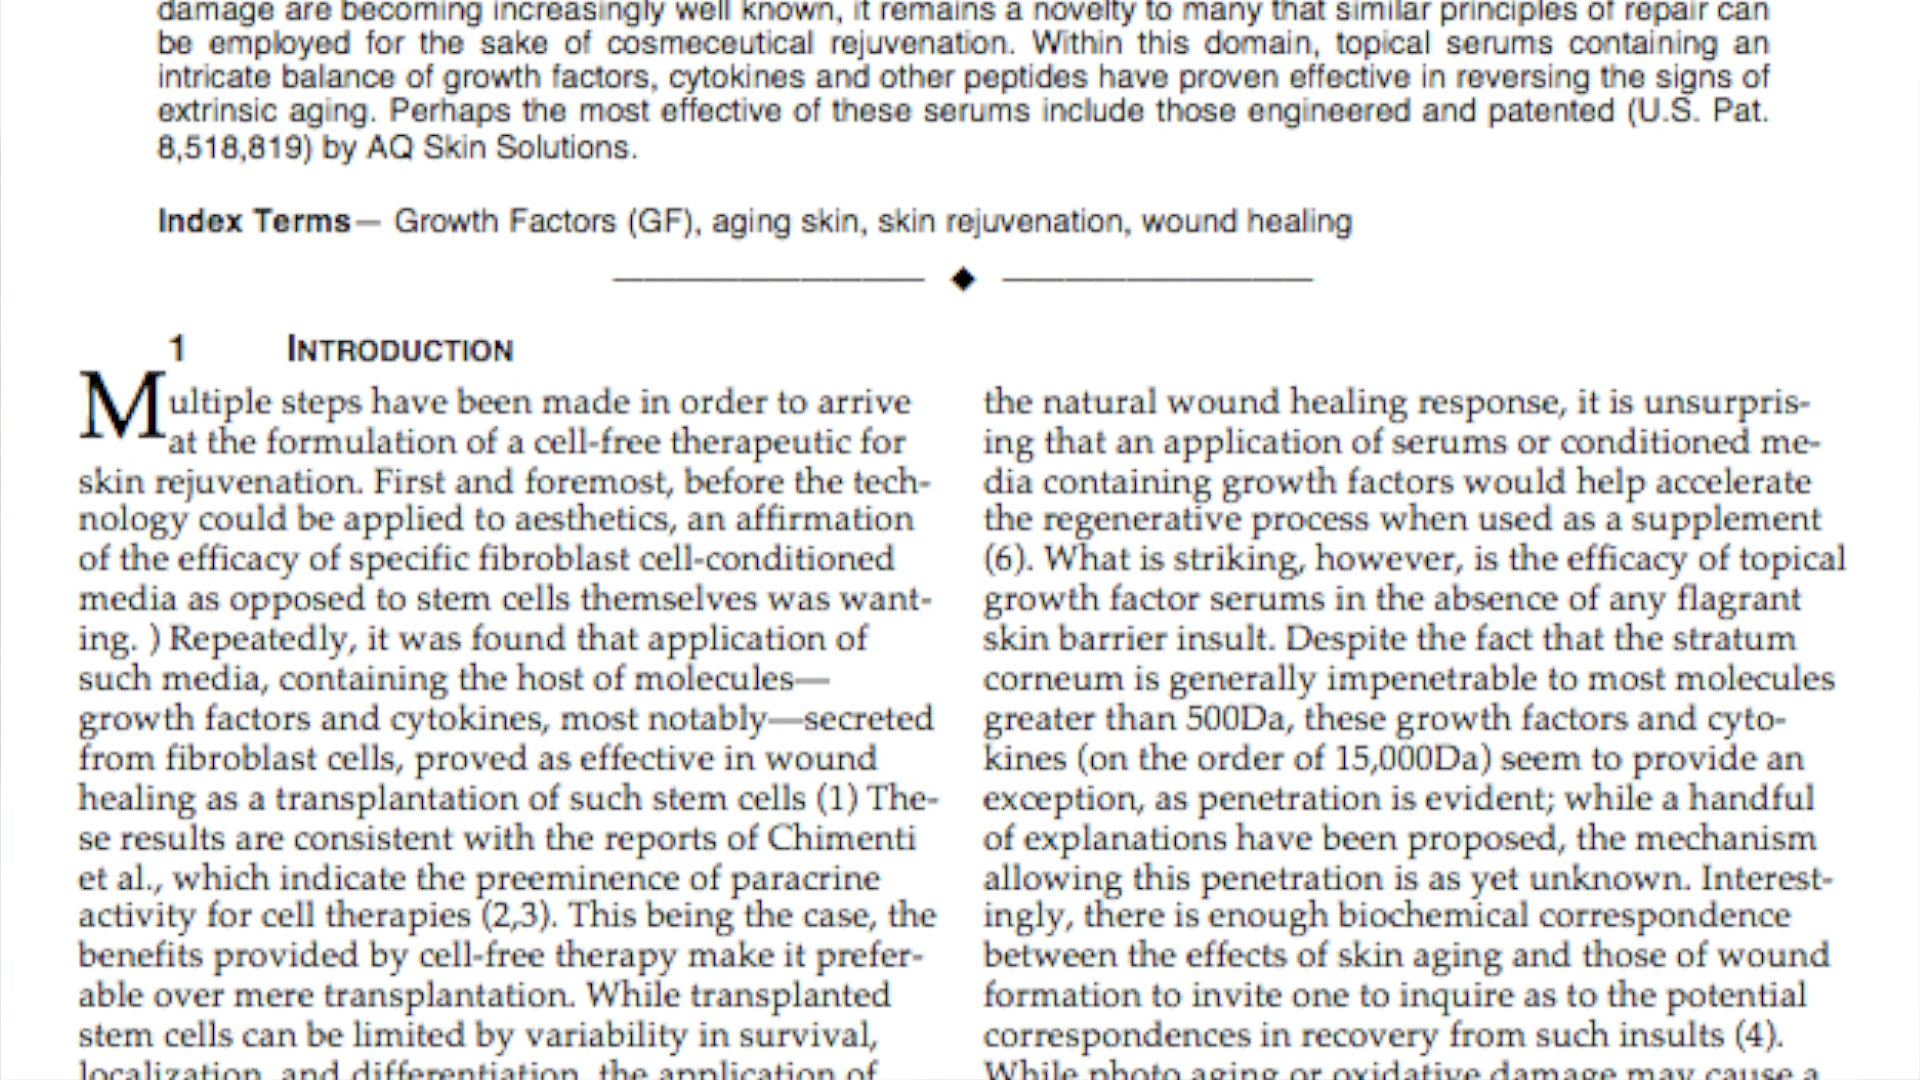 damage are becoming increasingly well known, it remains a novelty to many that similar principles of repair can
be employed for the sake of cosmeceutical rejuvenation. Within this domain, topical serums containing an
intricate balance of growth factors, cytokines and other peptides have proven effective in reversing the signs of
extrinsic aging. Perhaps the most effective of these serums include those engineered and patented (U.S. Pat.
8,518,819) by AQ Skin Solutions.
Index Terms— Growth Factors (GF), aging skin, skin rejuvenation, wound healing
1 INTRODUCTION
Multiple steps have been made in order to arrive
at the formulation of a cell-free therapeutic for
skin rejuvenation. First and foremost, before the tech-
nology could be applied to aesthetics, an affirmation
of the efficacy of specific fibroblast cell-conditioned
media as opposed to stem cells themselves was want-
ing. ) Repeatedly, it was found that application of
such media, containing the host of molecules—
growth factors and cytokines, most notably—secreted
from fibroblast cells, proved as effective in wound
healing as a transplantation of such stem cells (1) The-
se results are consistent with the reports of Chimenti
et al., which indicate the preeminence of paracrine
activity for cell therapies (2,3). This being the case, the
benefits provided by cell-free therapy make it prefer-
able over mere transplantation. While transplanted
stem cells can be limited by variability in survival,
localization, and differentiation, the application of
the natural wound healing response, it is unsurpris-
ing that an application of serums or conditioned me-
dia containing growth factors would help accelerate
the regenerative process when used as a supplement
(6). What is striking, however, is the efficacy of topical
growth factor serums in the absence of any flagrant
skin barrier insult. Despite the fact that the stratum
corneum is generally impenetrable to most molecules
greater than 500Da, these growth factors and cyto-
kines (on the order of 15,000Da) seem to provide an
exception, as penetration is evident; while a handful
of explanations have been proposed, the mechanism
allowing this penetration is as yet unknown. Interest-
ingly, there is enough biochemical correspondence
between the effects of skin aging and those of wound
formation to invite one to inquire as to the potential
correspondences in recovery from such insults (4).
While photo aging or oxidative damage may cause a